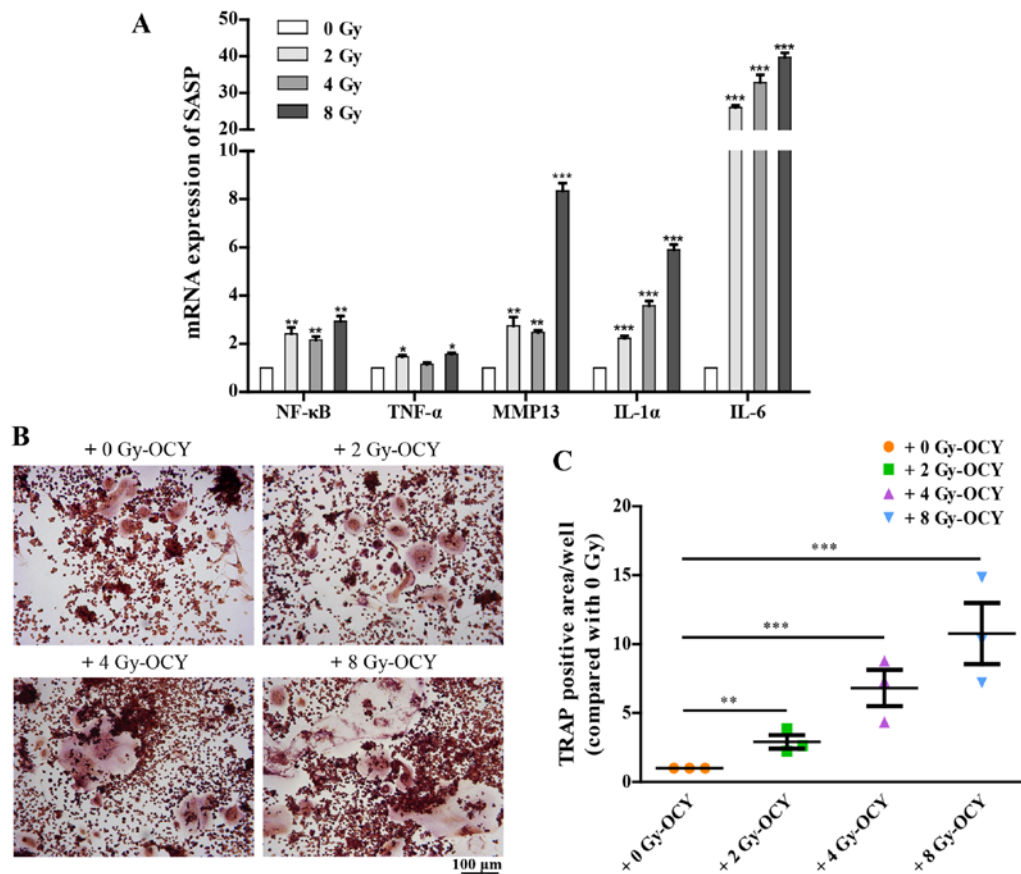 A
0 Gy
2 Gy
4 Gy
8 Gy
mRNA expression of SASP
50
40
30
20
10
8
6
4
2
0
** ** **
* *
** ** ***
*** *** ***
*** *** ***
NF-κB TNF-α MMP13 IL-1α IL-6
B
+ 0 Gy-OCY + 2 Gy-OCY
+ 4 Gy-OCY + 8 Gy-OCY
100 μm
C
+ 0 Gy-OCY
+ 2 Gy-OCY
+ 4 Gy-OCY
+ 8 Gy-OCY
TRAP positive area/well
(compared with 0 Gy)
20
15
10
5
0
***
***
**
+ 0 Gy-OCY
+ 2 Gy-OCY
+ 4 Gy-OCY
+ 8 Gy-OCY